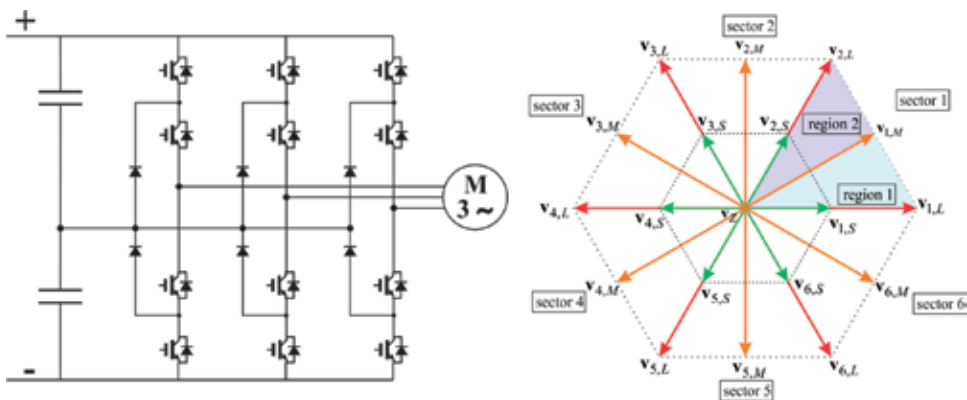 +
-
M
3 ~
sector 2
v3,L
v2,M
v2,L
sector 3
sector 1
v3,M
v3,S
v2,S
region 2
v1,M
region 1
v4,L
v4,S
vZ
v1,S
v1,L
v4,M
v5,S
v6,S
v6,M
sector 4
sector 6
v5,L
v5,M
v6,L
sector 5